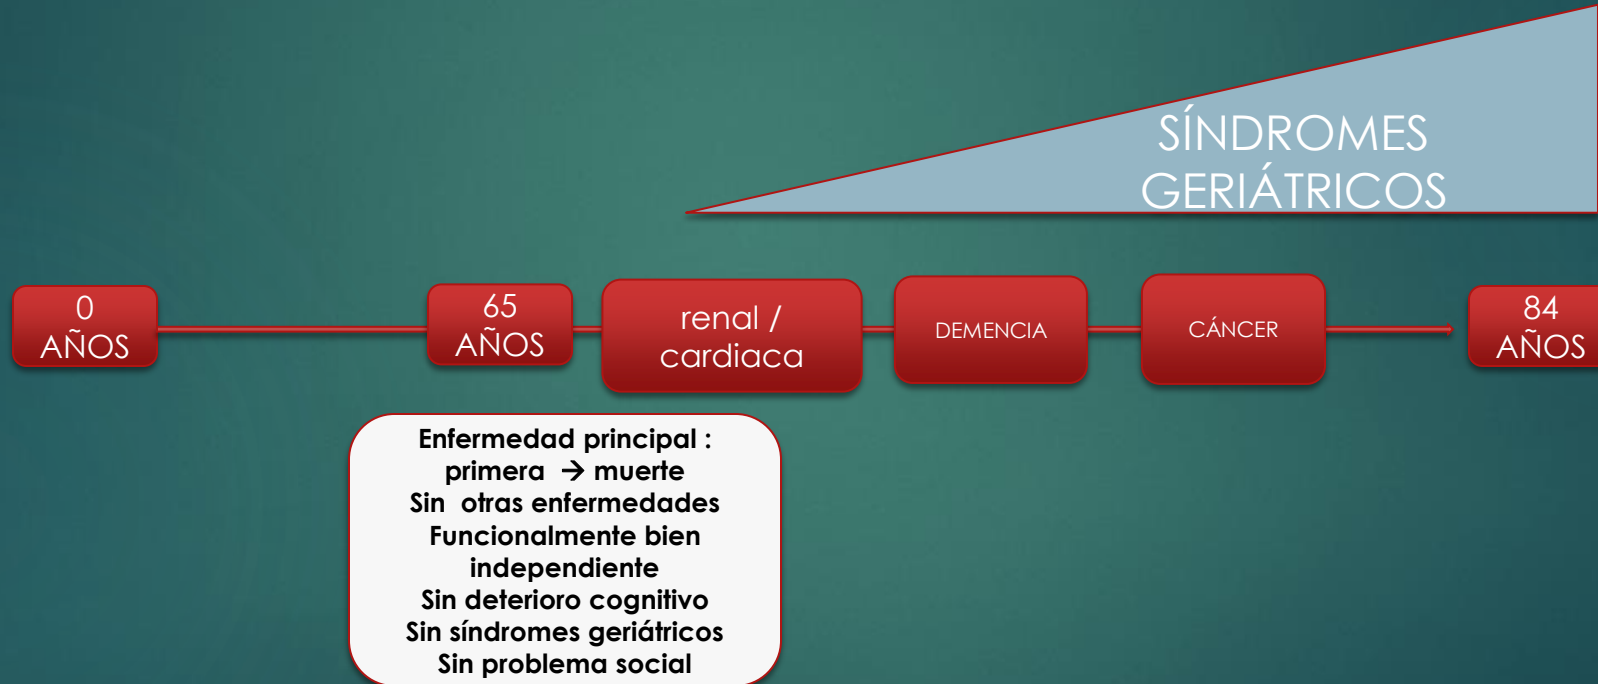 SÍNDROMES
GERIÁTRICOS
0
AÑOS
65
AÑOS
renal /
cardiaca
DEMENCIA
CÁNCER
84
AÑOS
Enfermedad principal :
primera → muerte
Sin otras enfermedades
Funcionalmente bien
independiente
Sin deterioro cognitivo
Sin síndromes geriátricos
Sin problema social